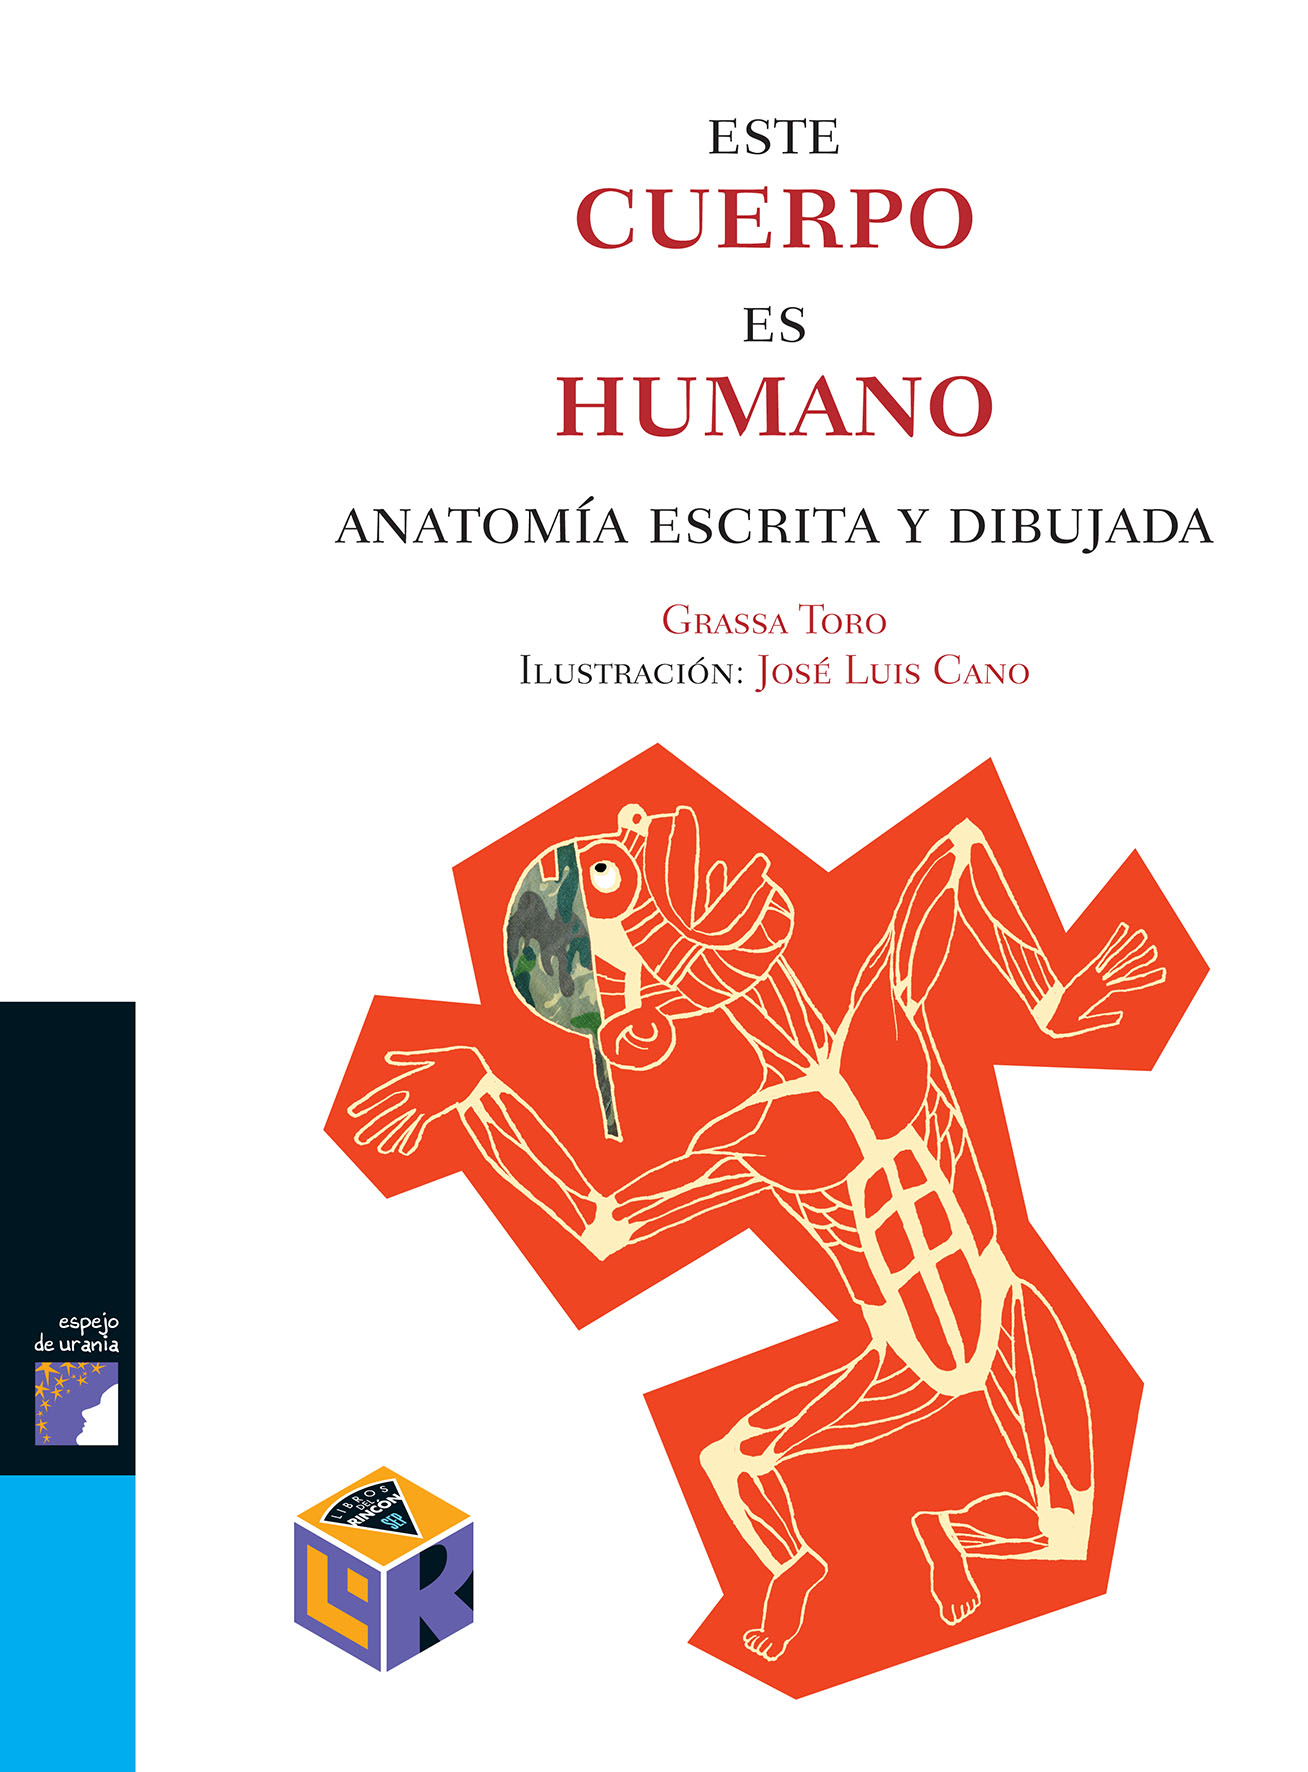 ESTE
CUERPO
ES
HUMANO
ANATOMÍA ESCRITA Y DIBUJADA
GRASSA TORO
ILUSTRACIÓN: JOSÉ LUIS CANO
espejo
de urania
LIBROS
DEL
RINCÓN
SEP
L R